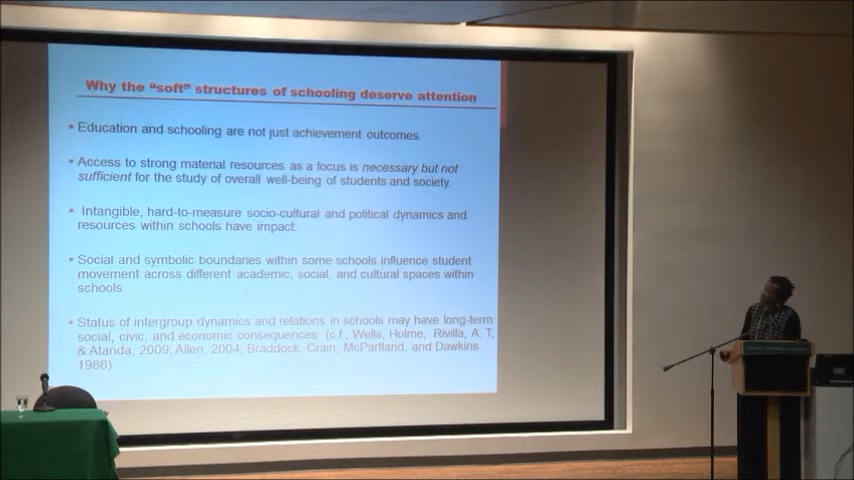 Why the "soft" structures of schooling deserve attention
• Education and schooling are not just achievement outcomes.
• Access to strong material resources as a focus is necessary but not
sufficient for the study of overall well-being of students and society.
• Intangible, hard-to-measure socio-cultural and political dynamics and
resources within schools have impact.
• Social and symbolic boundaries within some schools influence student
movement across different academic, social, and cultural spaces within
schools.
• Status of intergroup dynamics and relations in schools may have long-term
social, civic, and economic consequences (c.f., Wells, Holme, Rivilla, A. T,
& Atanda, 2009; Allen, 2004, Braddock, Crain, McPartland, and Dawkins
1986)